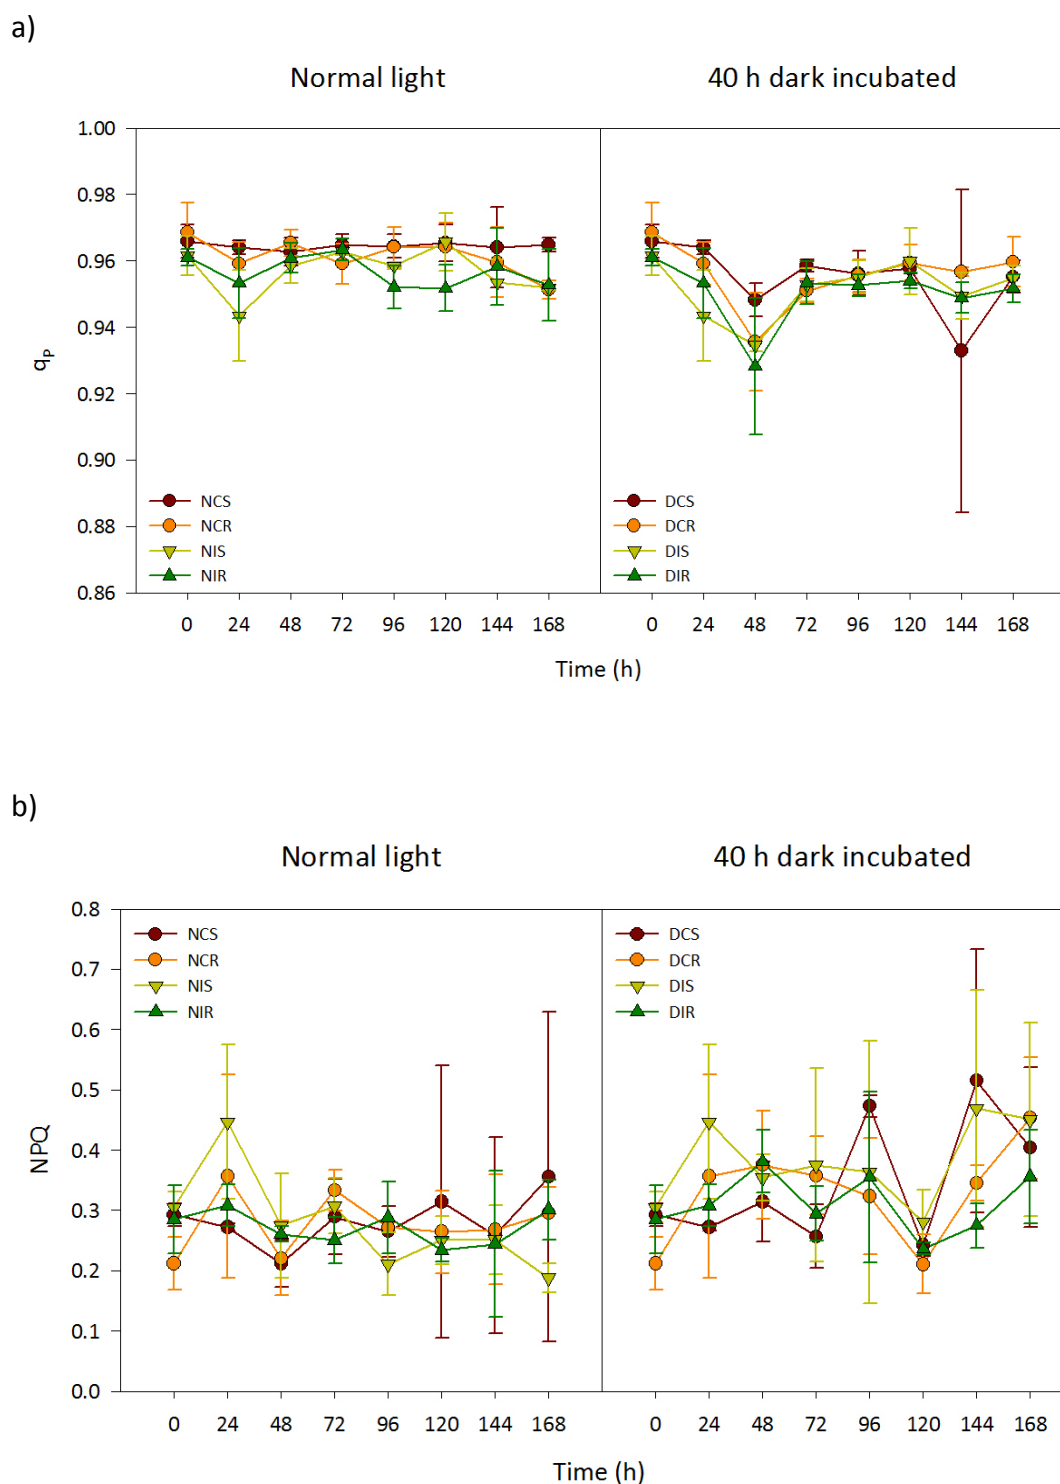 a)
Normal light
40 h dark incubated
1.00
0.98
0.96
0.94
0.92
0.90
0.88
0.86
qP
NCS
NCR
NIS
NIR
DCS
DCR
DIS
DIR
0 24 48 72 96 120 144 168 0 24 48 72 96 120 144 168
Time (h)
b)
Normal light
40 h dark incubated
0.8
0.7
0.6
0.5
0.4
0.3
0.2
0.1
0.0
NPQ
NCS
NCR
NIS
NIR
DCS
DCR
DIS
DIR
0 24 48 72 96 120 144 168 0 24 48 72 96 120 144 168
Time (h)